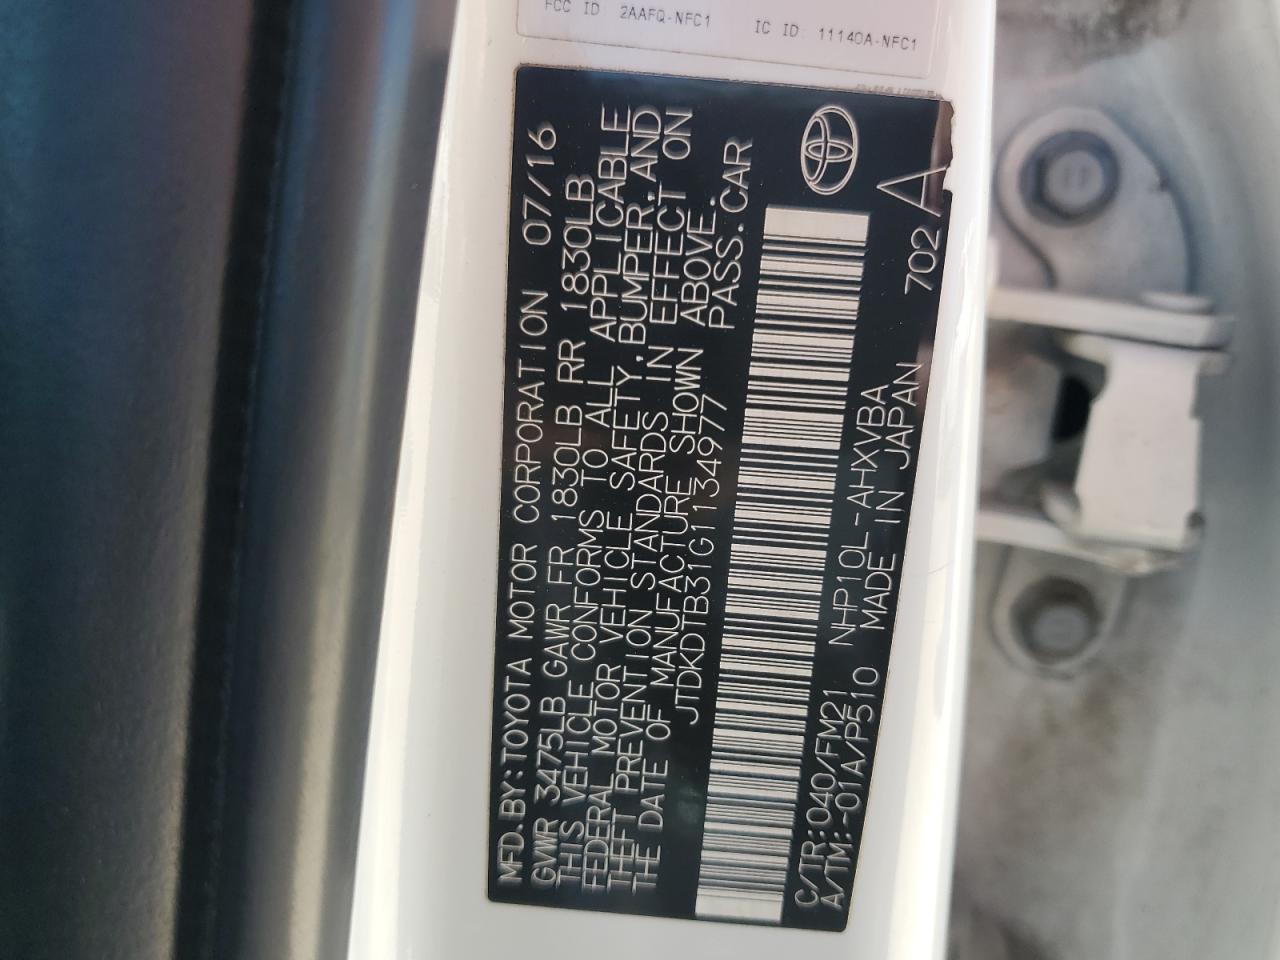 FCC ID: 2AAFQ-NFC1 IC ID: 11140A-NFC1
MFD.BY:TOYOTA MOTOR CORPORATION 07/16
GVWR 3475LB GAWR FR 1830LB RR 1830LB
THIS VEHICLE CONFORMS TO ALL APPLICABLE
FEDERAL MOTOR VEHICLE SAFETY,BUMPER,AND
THEFT PREVENTION STANDARDS IN EFFECT ON
THE DATE OF MANUFACTURE SHOWN ABOVE.
JTDKDTB31G1134977 PASS.CAR
C/TR:040/FM21 NHP10L-AHXVBA 702A
A/TM:-01A/P510 MADE IN JAPAN